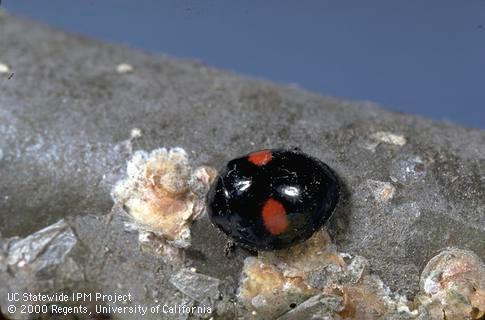 UC Statewide IPM Project
© 2000 Regents, University of California